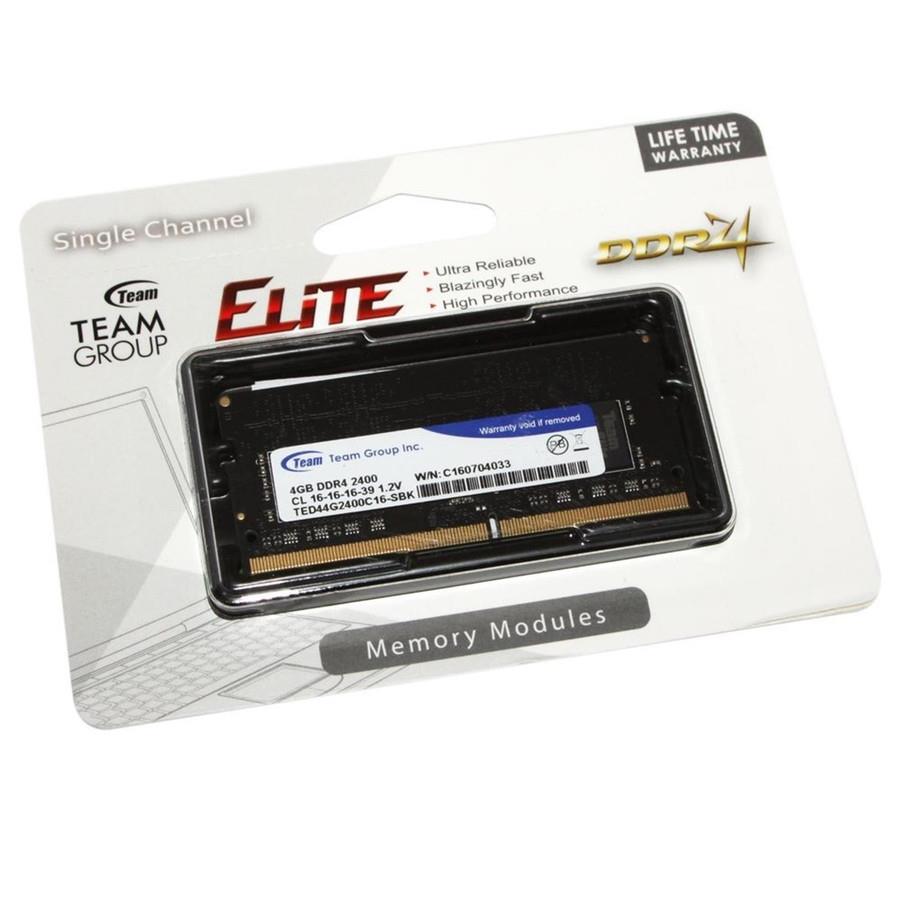 LIFE TIME
WARRANTY
Single Channel
DDR4
Team
TEAM
GROUP
ELiTE
Ultra Reliable
Blazingly Fast
High Performance
Warranty void if removed
Team Team Group Inc.
4GB DDR4 2400
CL 16-16-16-39 1.2V
TED44G2400C16-SBK
W/N: C160704033
Memory Modules